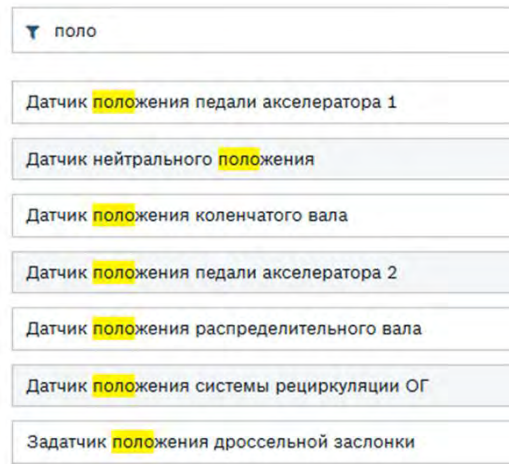 поло
Датчик положения педали акселератора 1
Датчик нейтрального положения
Датчик положения коленчатого вала
Датчик положения педали акселератора 2
Датчик положения распределительного вала
Датчик положения системы рециркуляции ОГ
Задатчик положения дроссельной заслонки